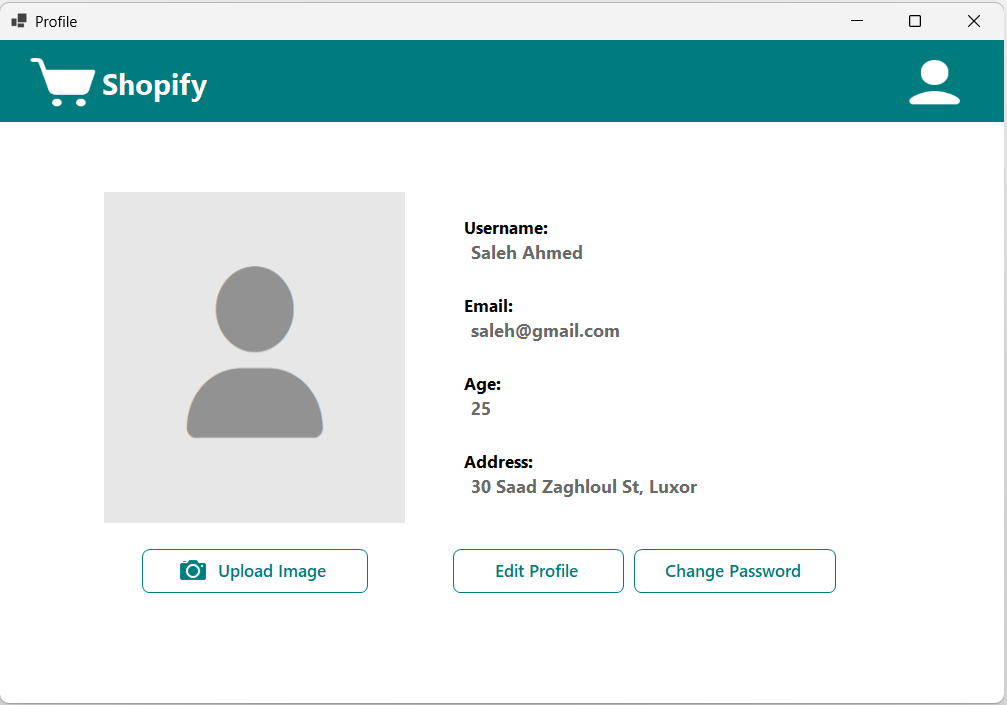 Profile
Shopify
Username:
Saleh Ahmed
Email:
saleh@gmail.com
Age:
25
Address:
30 Saad Zaghloul St, Luxor
Upload Image
Edit Profile
Change Password